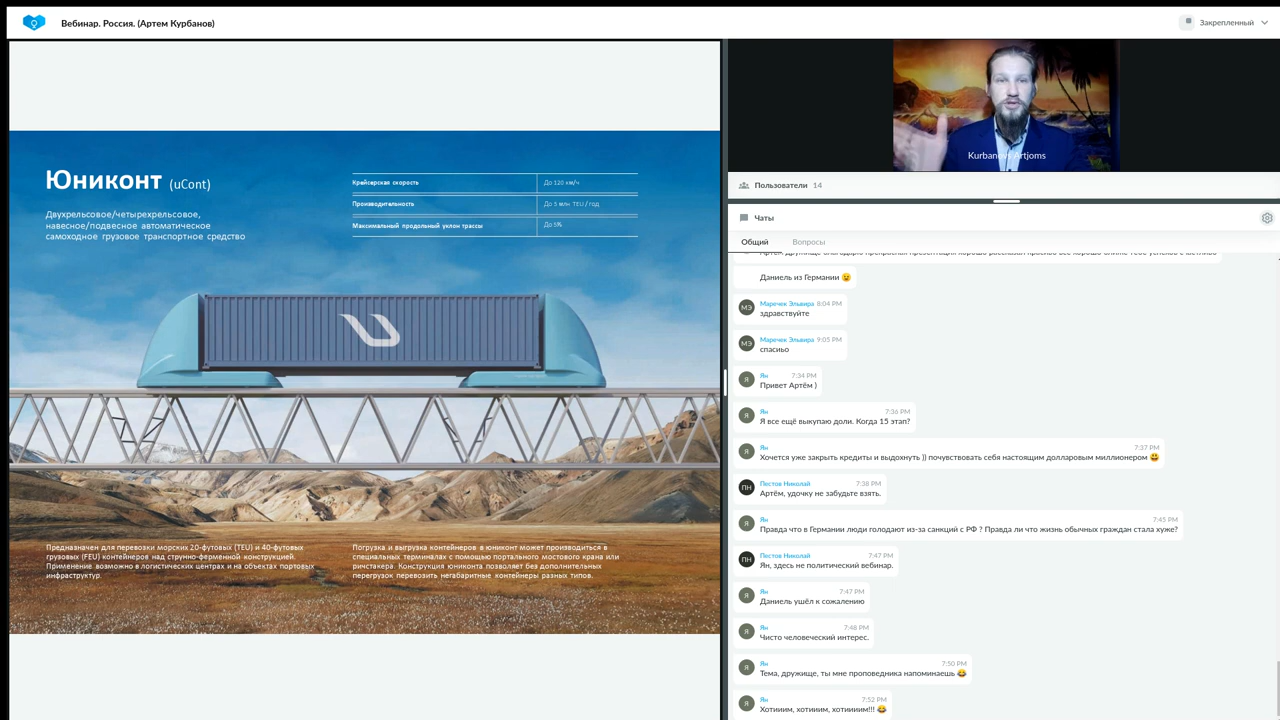 Вебинар. Россия. (Артем Курбанов)
Закрепленный
Юниконт (uCont)
Двухрельсовое/четырехрельсовое,
навесное/подвесное автоматическое
самоходное грузовое транспортное средство
Крейсерская скорость До 120 км/ч
Производительность До 5 млн TEU / год
Максимальный продольный уклон трассы До 5%
Предназначен для перевозки морских 20-футовых (TEU) и 40-футовых
грузовых (FEU) контейнеров над струнно-ферменной конструкцией.
Применение возможно в логистических центрах и на объектах портовых
инфраструктур.
Погрузка и выгрузка контейнеров в юниконт может производиться в
специальных терминалах с помощью портального мостового крана или
ричстакера. Конструкция юниконта позволяет без дополнительных
перегрузок перевозить негабаритные контейнеры разных типов.
Kurbanovs Artjoms
Пользователи 14
Чаты
Общий Вопросы
Даниель из Германии 😉
МЭ Маречек Эльвира 8:04 PM
здравствуйте
МЭ Маречек Эльвира 9:05 PM
спасиьо
Я Ян 7:34 PM
Привет Артём )
Я Ян 7:36 PM
Я все ещё выкупаю доли. Когда 15 этап?
Я Ян 7:37 PM
Хочется уже закрыть кредиты и выдохнуть )) почувствовать себя настоящим долларовым миллионером 😃
ПН Пестов Николай 7:38 PM
Артём, удочку не забудьте взять.
Я Ян 7:45 PM
Правда что в Германии люди голодают из-за санкций с РФ ? Правда ли что жизнь обычных граждан стала хуже?
ПН Пестов Николай 7:47 PM
Ян, здесь не политический вебинар.
Я Ян 7:47 PM
Даниель ушёл к сожалению
Я Ян 7:48 PM
Чисто человеческий интерес.
Я Ян 7:50 PM
Тема, дружище, ты мне проповедника напоминаешь 😂
Я Ян 7:52 PM
Хотииим, хотииим, хотиииим!!! 😂